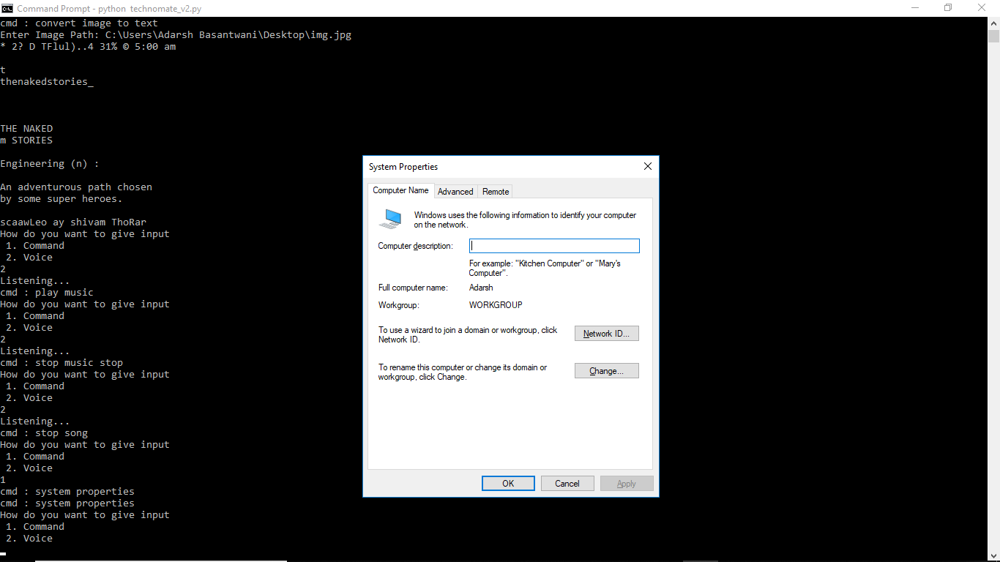 Command Prompt - python technomate_v2.py
cmd : convert image to text
Enter Image Path: C:\Users\Adarsh Basantwani\Desktop\img.jpg
* 2? D TFlul)..4 31% © 5:00 am
t
thenakedstories_
THE NAKED
m STORIES
Engineering (n) :
An adventurous path chosen
by some super heroes.
scaawLeo ay shivam ThoRar
How do you want to give input
1. Command
2. Voice
2
Listening...
cmd : play music
How do you want to give input
1. Command
2. Voice
2
Listening...
cmd : stop music stop
How do you want to give input
1. Command
2. Voice
2
Listening...
cmd : stop song
How do you want to give input
1. Command
2. Voice
1
cmd : system properties
cmd : system properties
How do you want to give input
1. Command
2. Voice
System Properties
Computer Name Advanced Remote
Windows uses the following information to identify your computer
on the network.
Computer description:
For example: "Kitchen Computer" or "Mary's
Computer".
Full computer name: Adarsh
Workgroup: WORKGROUP
To use a wizard to join a domain or workgroup, click
Network ID.
Network ID...
To rename this computer or change its domain or
workgroup, click Change.
Change...
OK Cancel Apply